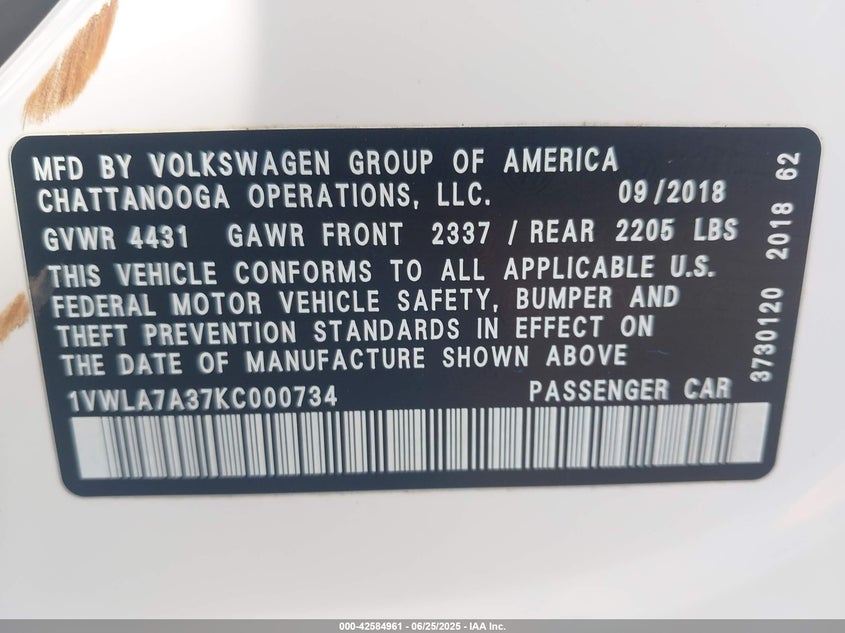 MFD BY VOLKSWAGEN GROUP OF AMERICA
CHATTANOOGA OPERATIONS, LLC. 09/2018
GVWR 4431 GAWR FRONT 2337 / REAR 2205 LBS
THIS VEHICLE CONFORMS TO ALL APPLICABLE U.S.
FEDERAL MOTOR VEHICLE SAFETY, BUMPER AND
THEFT PREVENTION STANDARDS IN EFFECT ON
THE DATE OF MANUFACTURE SHOWN ABOVE
1VWLA7A37KC000734 PASSENGER CAR
3730120 2018 62
000-42584961 - 06/25/2025 - IAA Inc.